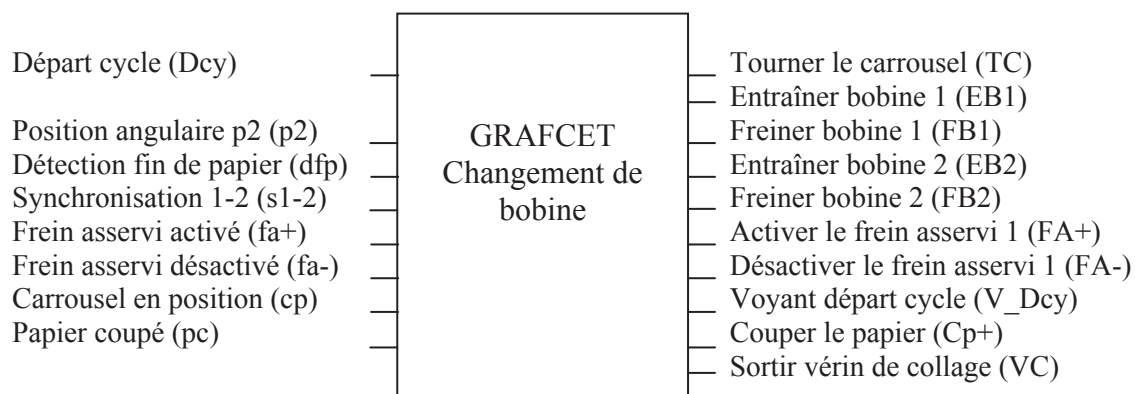 Départ cycle (Dcy)
Position angulaire p2 (p2)
Détection fin de papier (dfp)
Synchronisation 1-2 (s1-2)
Frein asservi activé (fa+)
Frein asservi désactivé (fa-)
Carrousel en position (cp)
Papier coupé (pc)
GRAFCET
Changement de
bobine
Tourner le carrousel (TC)
Entraîner bobine 1 (EB1)
Freiner bobine 1 (FB1)
Entraîner bobine 2 (EB2)
Freiner bobine 2 (FB2)
Activer le frein asservi 1 (FA+)
Désactiver le frein asservi 1 (FA-)
Voyant départ cycle (V_Dcy)
Couper le papier (Cp+)
Sortir vérin de collage (VC)